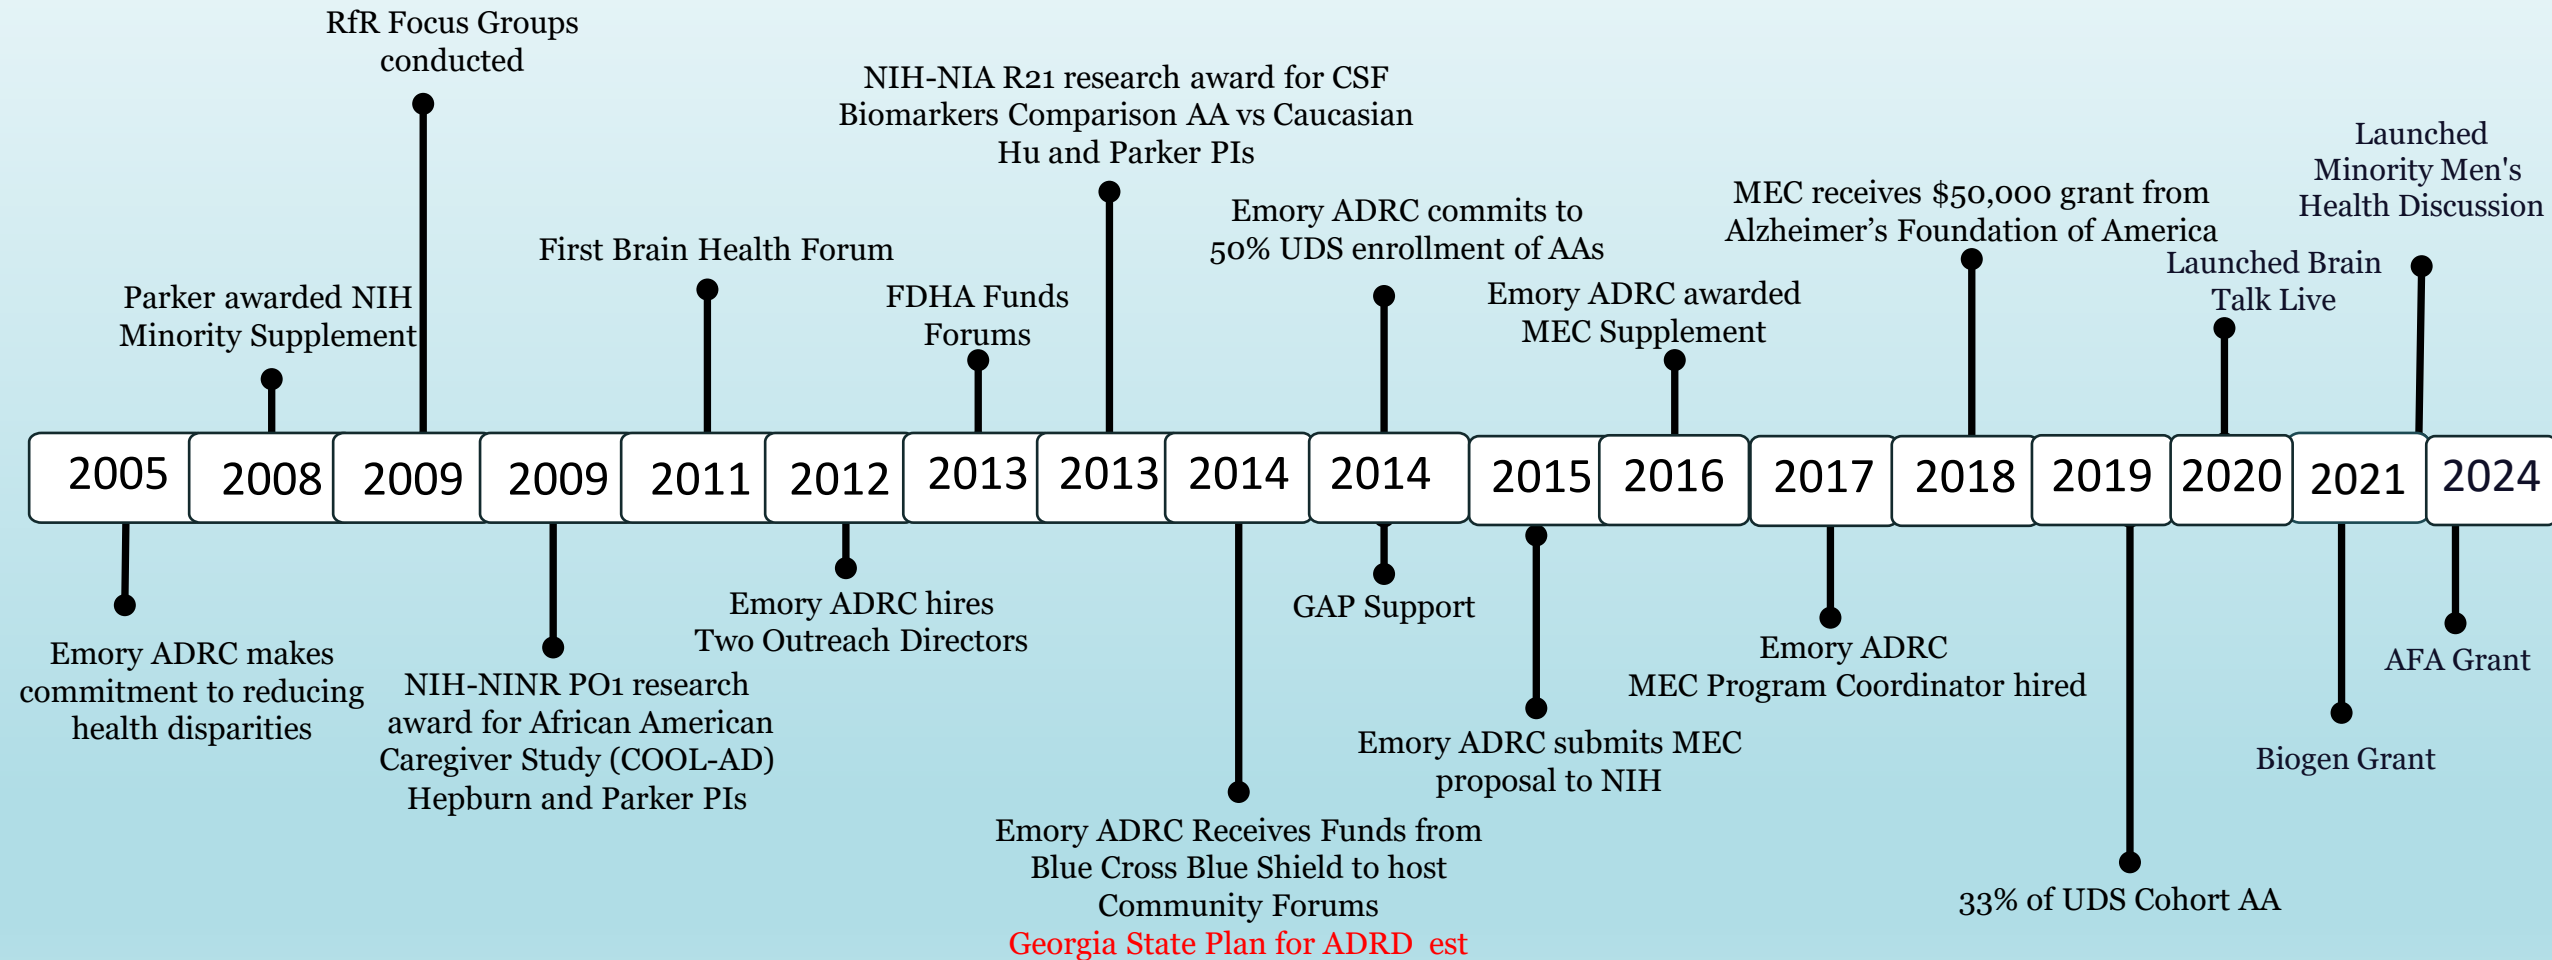 RfR Focus Groups
conducted
NIH-NIA R21 research award for CSF
Biomarkers Comparison AA vs Caucasian
Hu and Parker PIs
Launched
Minority Men's
Health Discussion
MEC receives $50,000 grant from
Alzheimer’s Foundation of America
Emory ADRC commits to
50% UDS enrollment of AAs
First Brain Health Forum
Launched Brain
Talk Live
Parker awarded NIH
Minority Supplement
FDHA Funds
Forums
Emory ADRC awarded
MEC Supplement
2005
2008
2009
2009
2011
2012
2013
2013
2014
2014
2015
2016
2017
2018
2019
2020
2021
2024
Emory ADRC makes
commitment to reducing
health disparities
NIH-NINR PO1 research
award for African American
Caregiver Study (COOL-AD)
Hepburn and Parker PIs
Emory ADRC hires
Two Outreach Directors
Emory ADRC Receives Funds from
Blue Cross Blue Shield to host
Community Forums
Georgia State Plan for ADRD  est
GAP Support
Emory ADRC submits MEC
proposal to NIH
Emory ADRC
MEC Program Coordinator hired
33% of UDS Cohort AA
Biogen Grant
AFA Grant